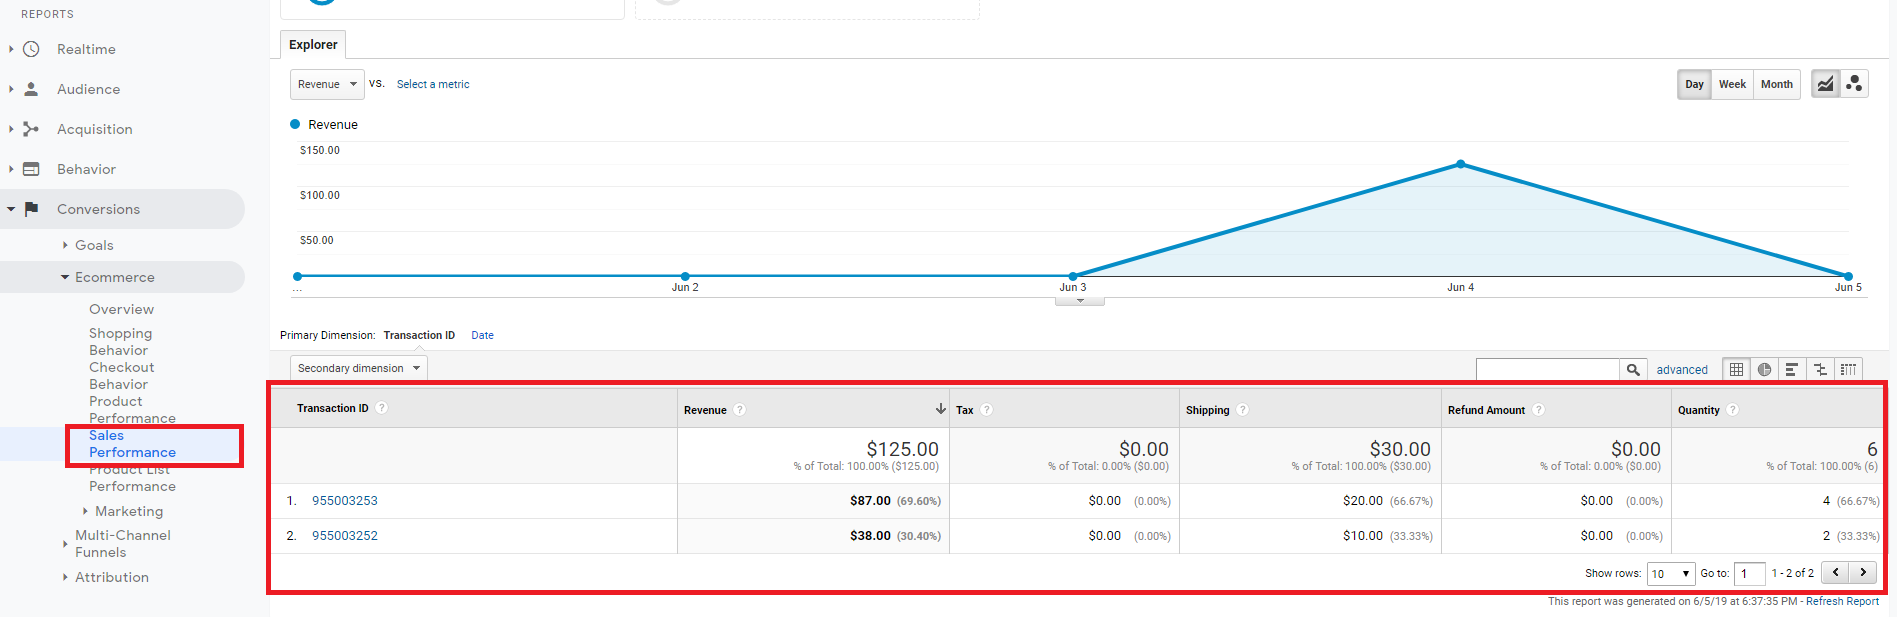 REPORTS
Realtime
Audience
Acquisition
Behavior
Conversions
Goals
Ecommerce
Overview
Shopping
Behavior
Checkout
Behavior
Product
Performance
Sales
Performance
Product List
Performance
Marketing
Multi-Channel
Funnels
Attribution
Explorer
Revenue VS. Select a metric
Day Week Month
Revenue
$150.00
$100.00
$50.00
... Jun 2 Jun 3 Jun 4 Jun 5
Primary Dimension: Transaction ID Date
Secondary dimension
advanced
Transaction ID ? Revenue ? Tax ? Shipping ? Refund Amount ? Quantity ?
$125.00 $0.00 $30.00 $0.00 6
% of Total: 100.00% ($125.00) % of Total: 0.00% ($0.00) % of Total: 100.00% ($30.00) % of Total: 0.00% ($0.00) % of Total: 100.00% (6)
1. 955003253 $87.00 (69.60%) $0.00 (0.00%) $20.00 (66.67%) $0.00 (0.00%) 4 (66.67%)
2. 955003252 $38.00 (30.40%) $0.00 (0.00%) $10.00 (33.33%) $0.00 (0.00%) 2 (33.33%)
Show rows: 10 Go to: 1 1 - 2 of 2
This report was generated on 6/5/19 at 6:37:35 PM - Refresh Report